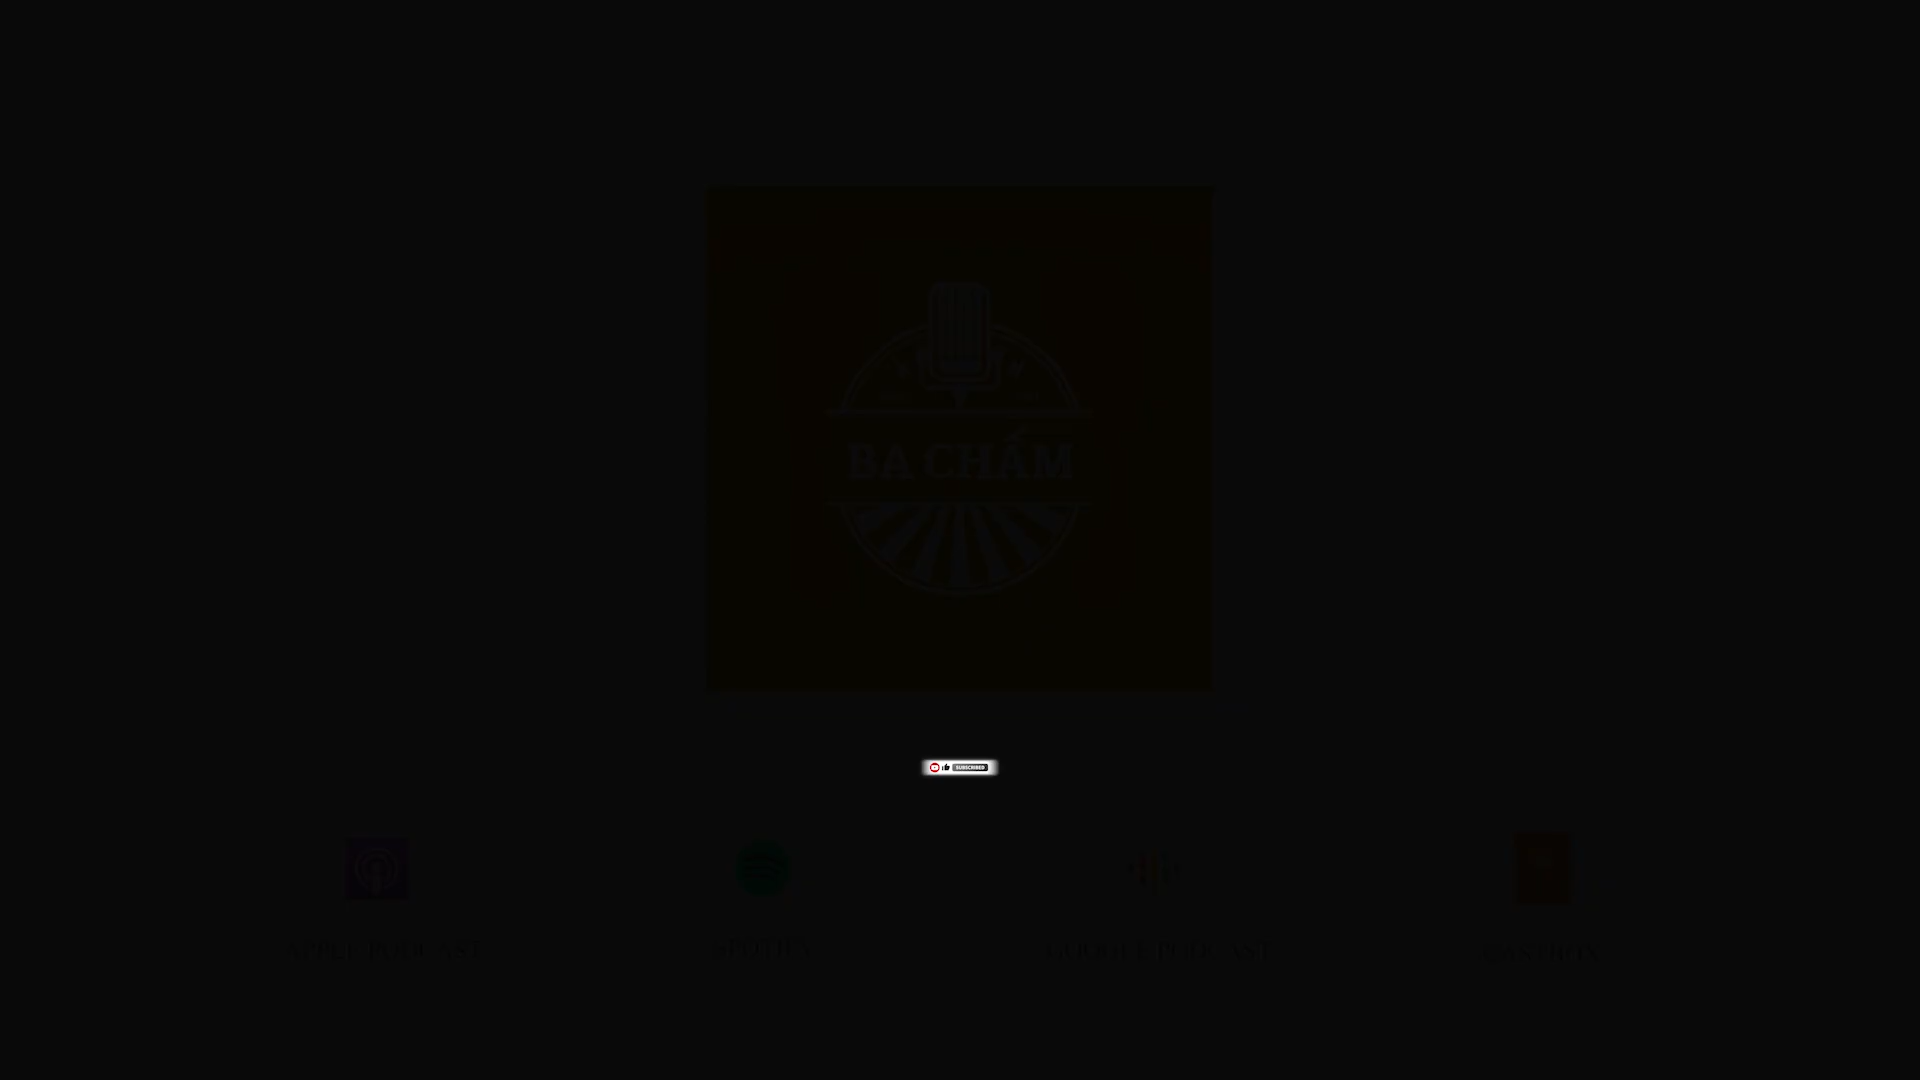 BA CHẤM
SUBSCRIBED
APPLE PODCAST
SPOTIFY
GOOGLE PODCAST
CASTBOX